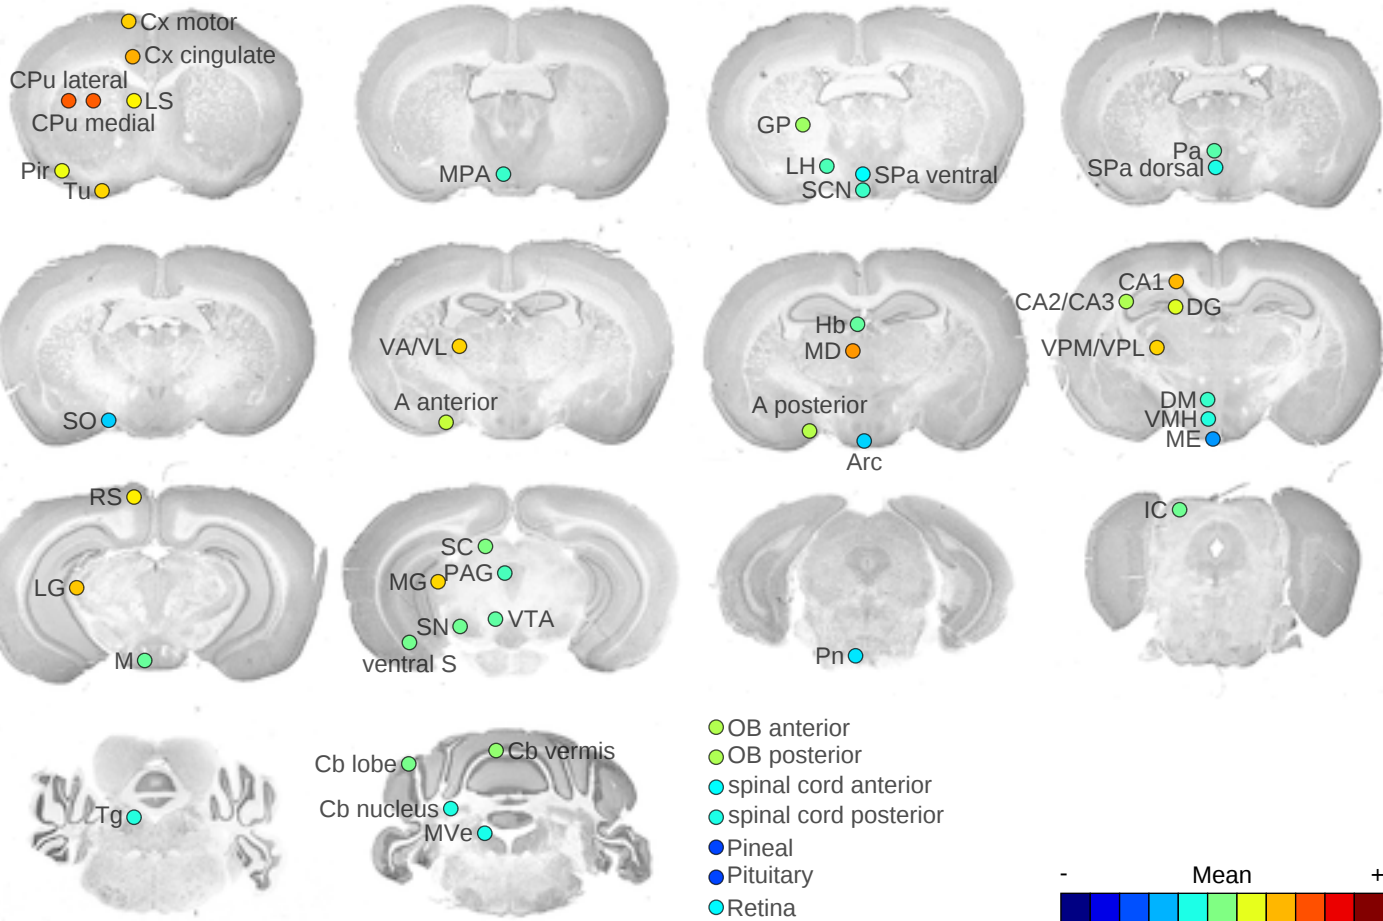 Cx motor
Cx cingulate
CPu lateral
LS
CPu medial
Pir
Tu
MPA
GP
LH
SPa ventral
SCN
Pa
SPa dorsal
SO
VA/VL
A anterior
Hb
MD
A posterior
Arc
CA1
CA2/CA3
DG
VPM/VPL
DM
VMH
ME
RS
LG
M
SC
MG
PAG
SN
VTA
ventral S
Pn
IC
Tg
Cb lobe
Cb vermis
Cb nucleus
MVe
OB anterior
OB posterior
spinal cord anterior
spinal cord posterior
Pineal
Pituitary
Retina
- Mean +